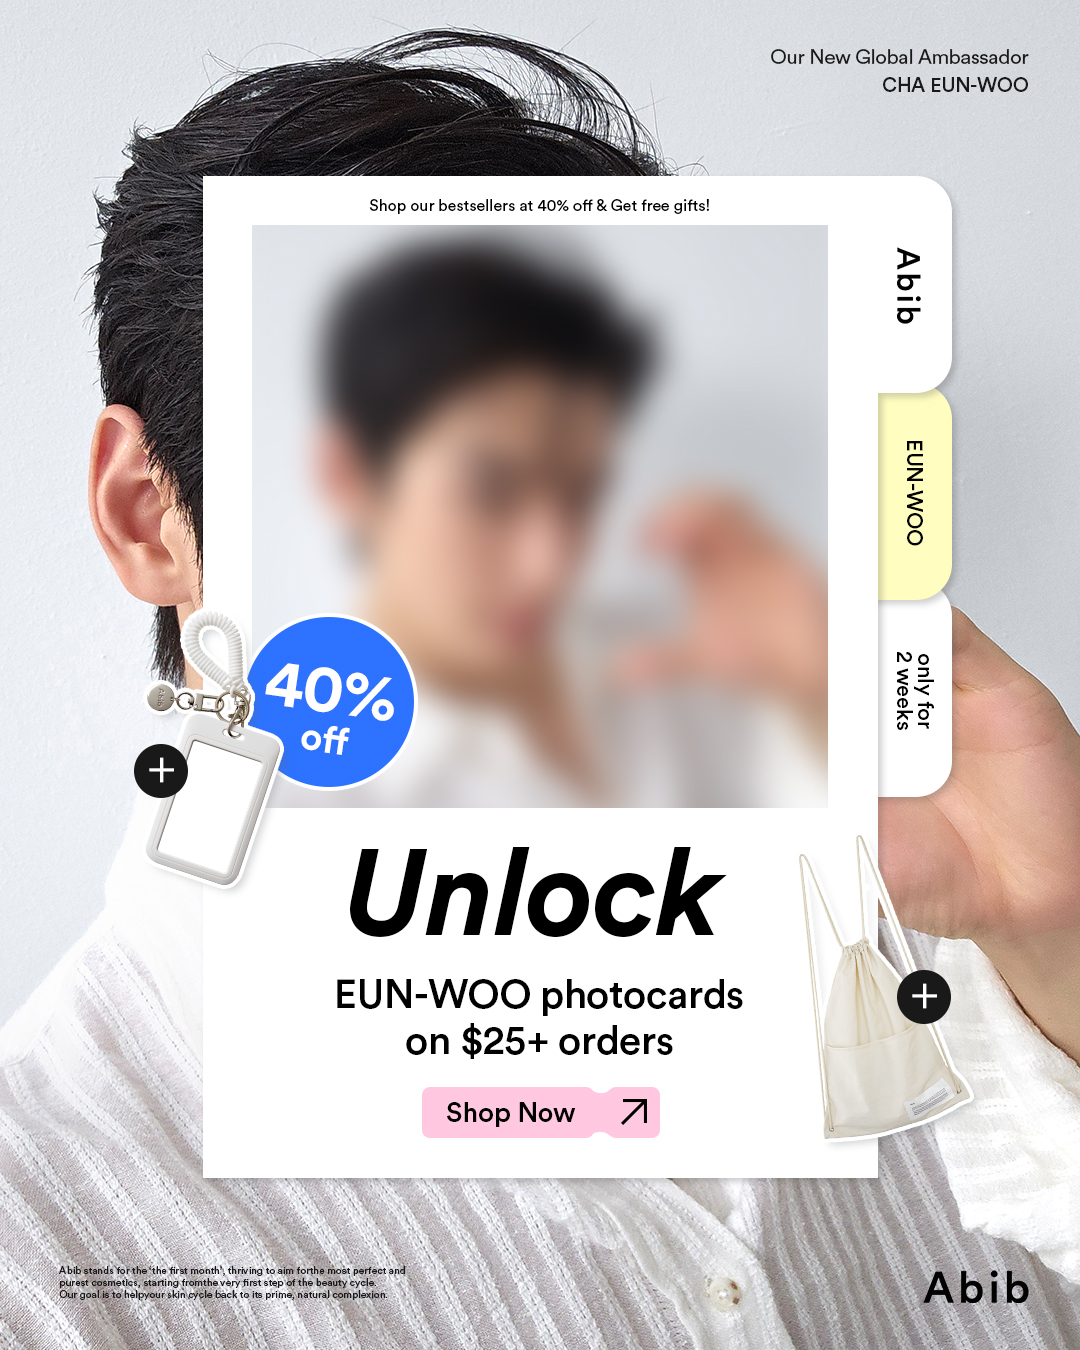 Our New Global Ambassador
CHA EUN-WOO
Shop our bestsellers at 40% off & Get free gifts!
Abib
EUN-WOO
only for
2 weeks
40%
off
Abib
Unlock
EUN-WOO photocards
on $25+ orders
Shop Now
Abib stands for the ‘the first month’, thriving to aim forthe most perfect and
purest cosmetics, starting fromthe very first step of the beauty cycle.
Our goal is to helpyour skin cycle back to its prime, natural complexion.
Abib